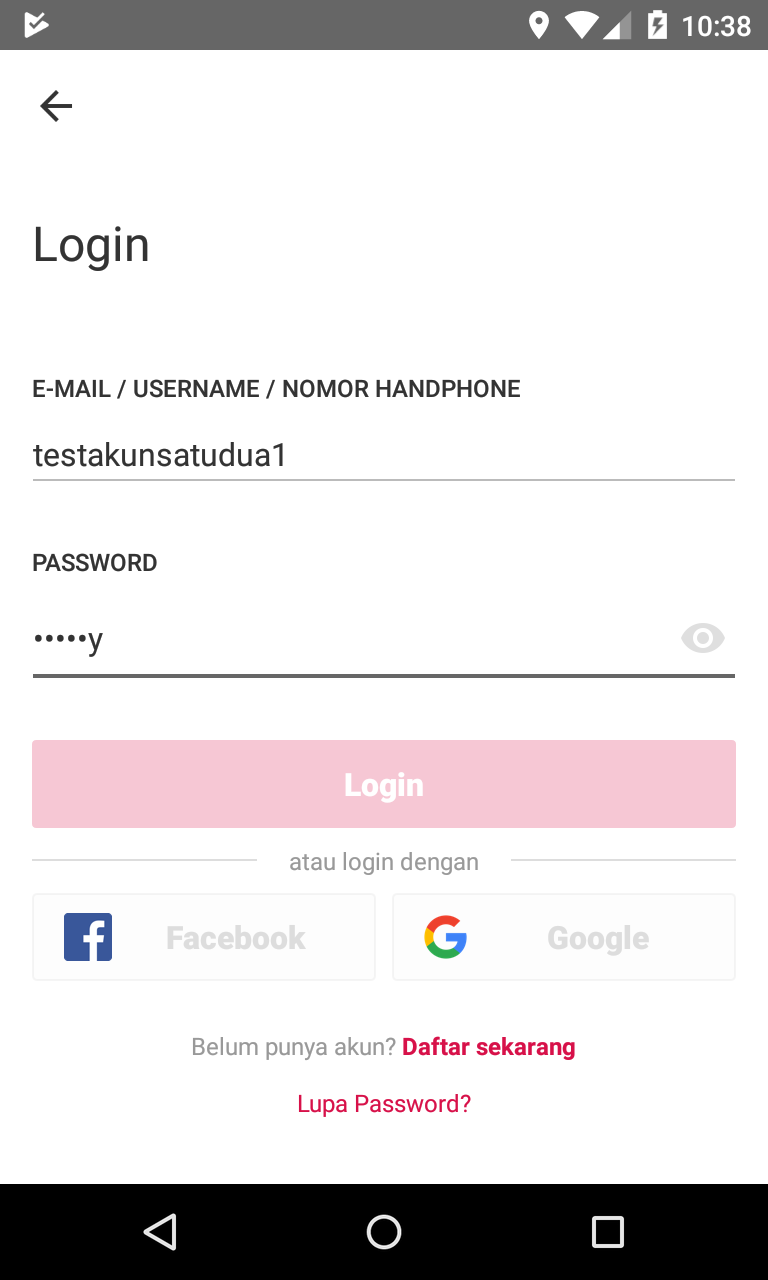 10:38
Login
E-MAIL / USERNAME / NOMOR HANDPHONE
testakunsatudua1
PASSWORD
•••••y
Login
atau login dengan
Facebook
Google
Belum punya akun? Daftar sekarang
Lupa Password?